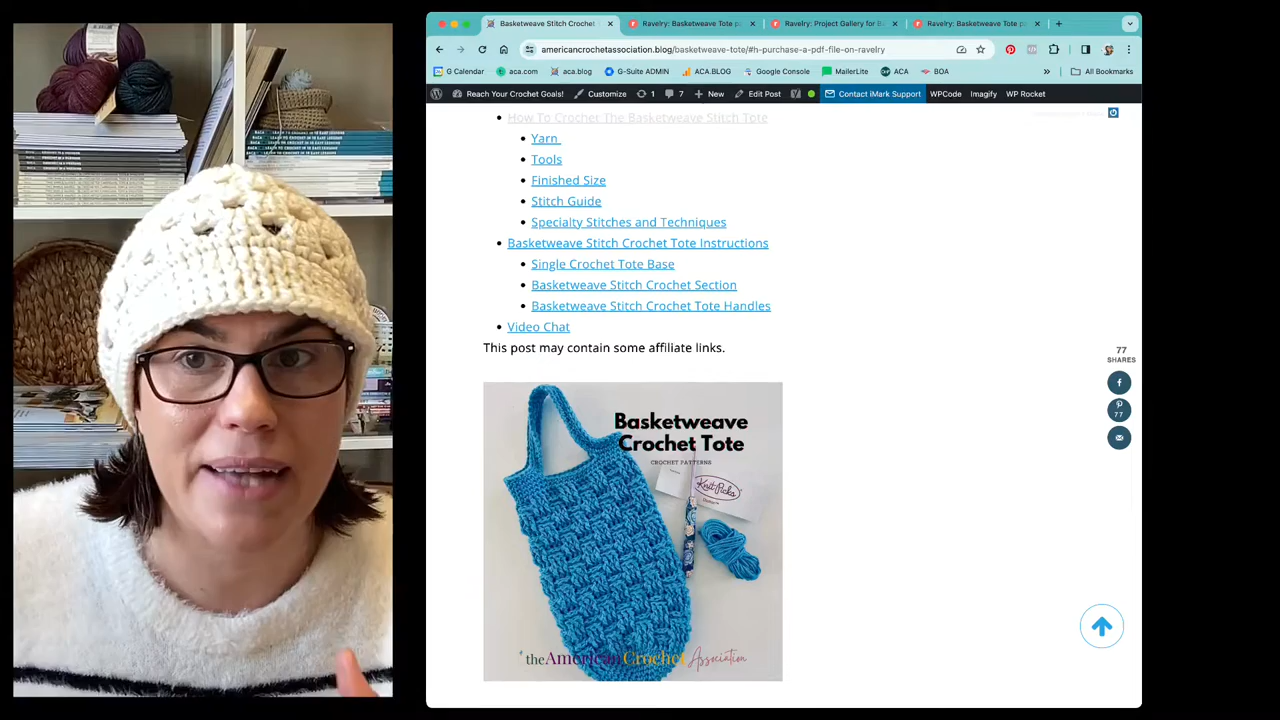 Basketweave Stitch Crochet
Ravelry: Basketweave Tote p
Ravelry: Project Gallery for B
Ravelry: Basketweave Tote p
americancrochetassociation.blog/basketweave-tote/#h-purchase-a-pdf-file-on-ravelry
G Calendar
aca.com
aca.blog
G-Suite ADMIN
ACA.BLOG
Google Console
MailerLite
ACA
BOA
All Bookmarks
Reach Your Crochet Goals!
Customize
1
7
New
Edit Post
Contact iMark Support
WPCode
Imagify
WP Rocket
How To Crochet The Basketweave Stitch Tote
Yarn
Tools
Finished Size
Stitch Guide
Specialty Stitches and Techniques
Basketweave Stitch Crochet Tote Instructions
Single Crochet Tote Base
Basketweave Stitch Crochet Section
Basketweave Stitch Crochet Tote Handles
Video Chat
This post may contain some affiliate links.
77
SHARES
77
Basketweave
Crochet Tote
CROCHET PATTERNS
Knit Picks
theAmerican Crochet Association